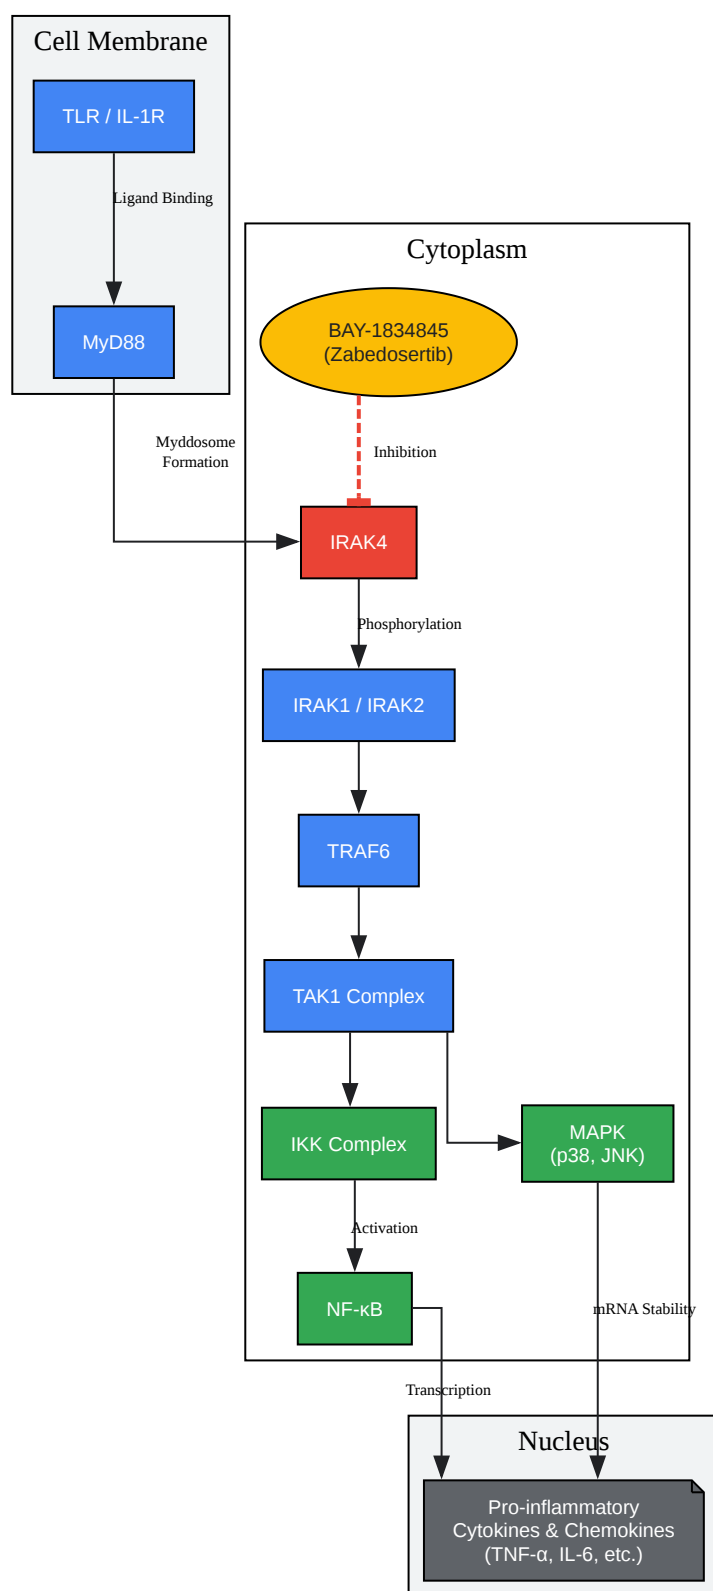 Cell Membrane
TLR / IL-1R
Ligand Binding
MyD88
Myddosome
Formation
Cytoplasm
BAY-1834845
(Zabedosertib)
Inhibition
IRAK4
Phosphorylation
IRAK1 / IRAK2
TRAF6
TAK1 Complex
IKK Complex
MAPK
(p38, JNK)
Activation
NF-κB
mRNA Stability
Transcription
Nucleus
Pro-inflammatory
Cytokines & Chemokines
(TNF-α, IL-6, etc.)